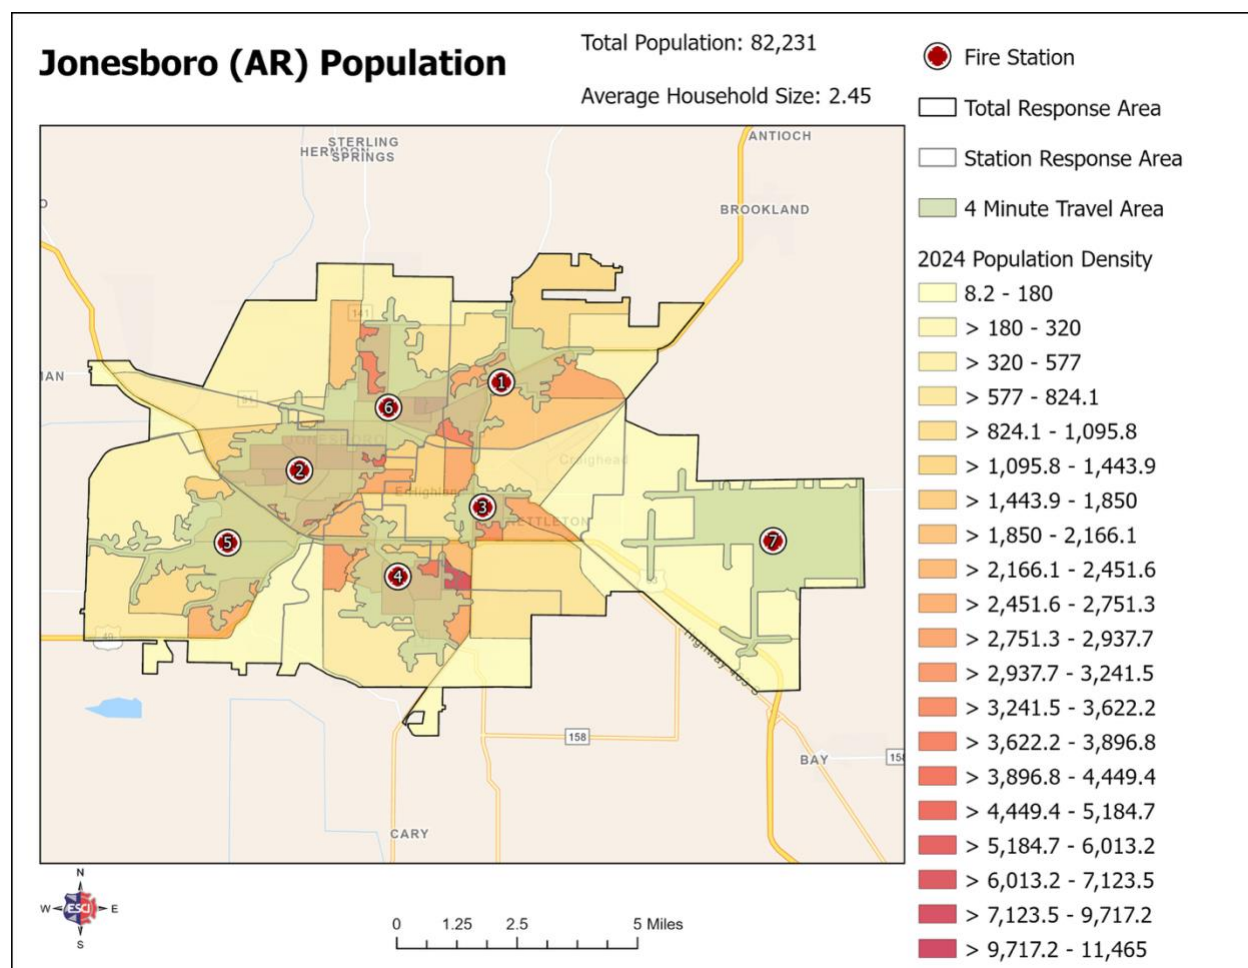 Jonesboro (AR) Population
Total Population: 82,231
Average Household Size: 2.45
Fire Station
Total Response Area
Station Response Area
4 Minute Travel Area
2024 Population Density
8.2 - 180
> 180 - 320
> 320 - 577
> 577 - 824.1
> 824.1 - 1,095.8
> 1,095.8 - 1,443.9
> 1,443.9 - 1,850
> 1,850 - 2,166.1
> 2,166.1 - 2,451.6
> 2,451.6 - 2,751.3
> 2,751.3 - 2,937.7
> 2,937.7 - 3,241.5
> 3,241.5 - 3,622.2
> 3,622.2 - 3,896.8
> 3,896.8 - 4,449.4
> 4,449.4 - 5,184.7
> 5,184.7 - 6,013.2
> 6,013.2 - 7,123.5
> 7,123.5 - 9,717.2
> 9,717.2 - 11,465
ANTIOCH
STERLING
SPRINGS
BROOKLAND
141
1
6
JONESBORO
2
Craighead
3
5
7
4
49
158
BAY
158
CARY
N
W
E
S
ESCI
0 1.25 2.5 5 Miles